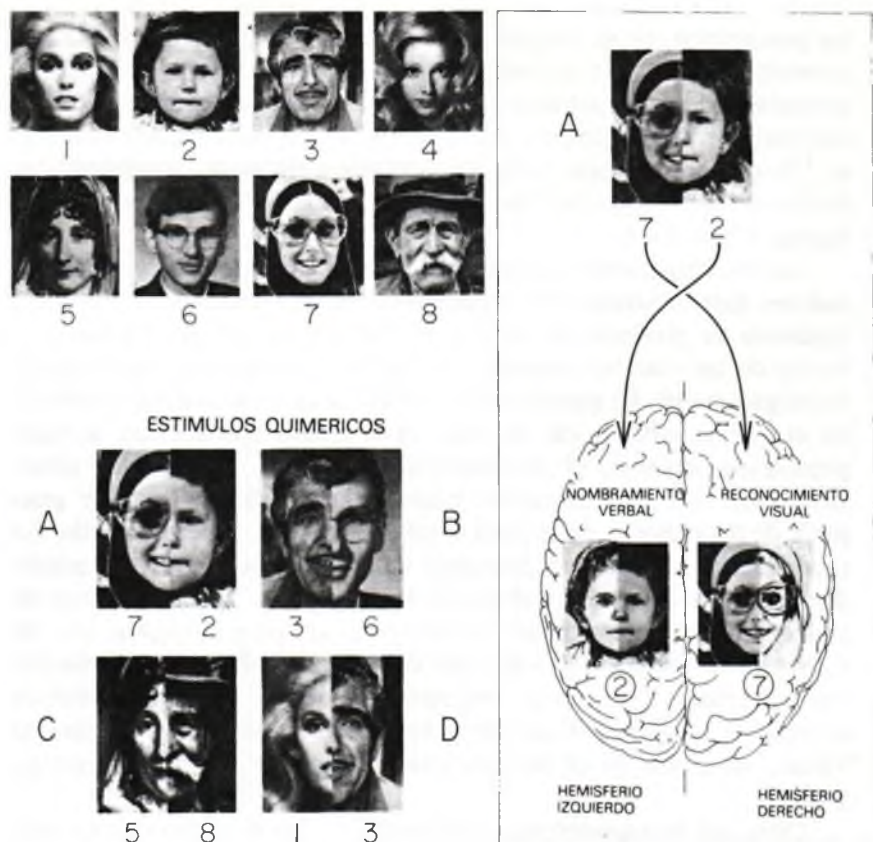 1 2 3 4
5 6 7 8
ESTIMULOS QUIMERICOS
A
7 2
B
3 6
C
5 8
D
1 3
A
7 2
NOMBRAMIENTO
VERBAL
RECONOCIMIENTO
VISUAL
2
7
HEMISFERIO
IZQUIERDO
HEMISFERIO
DERECHO